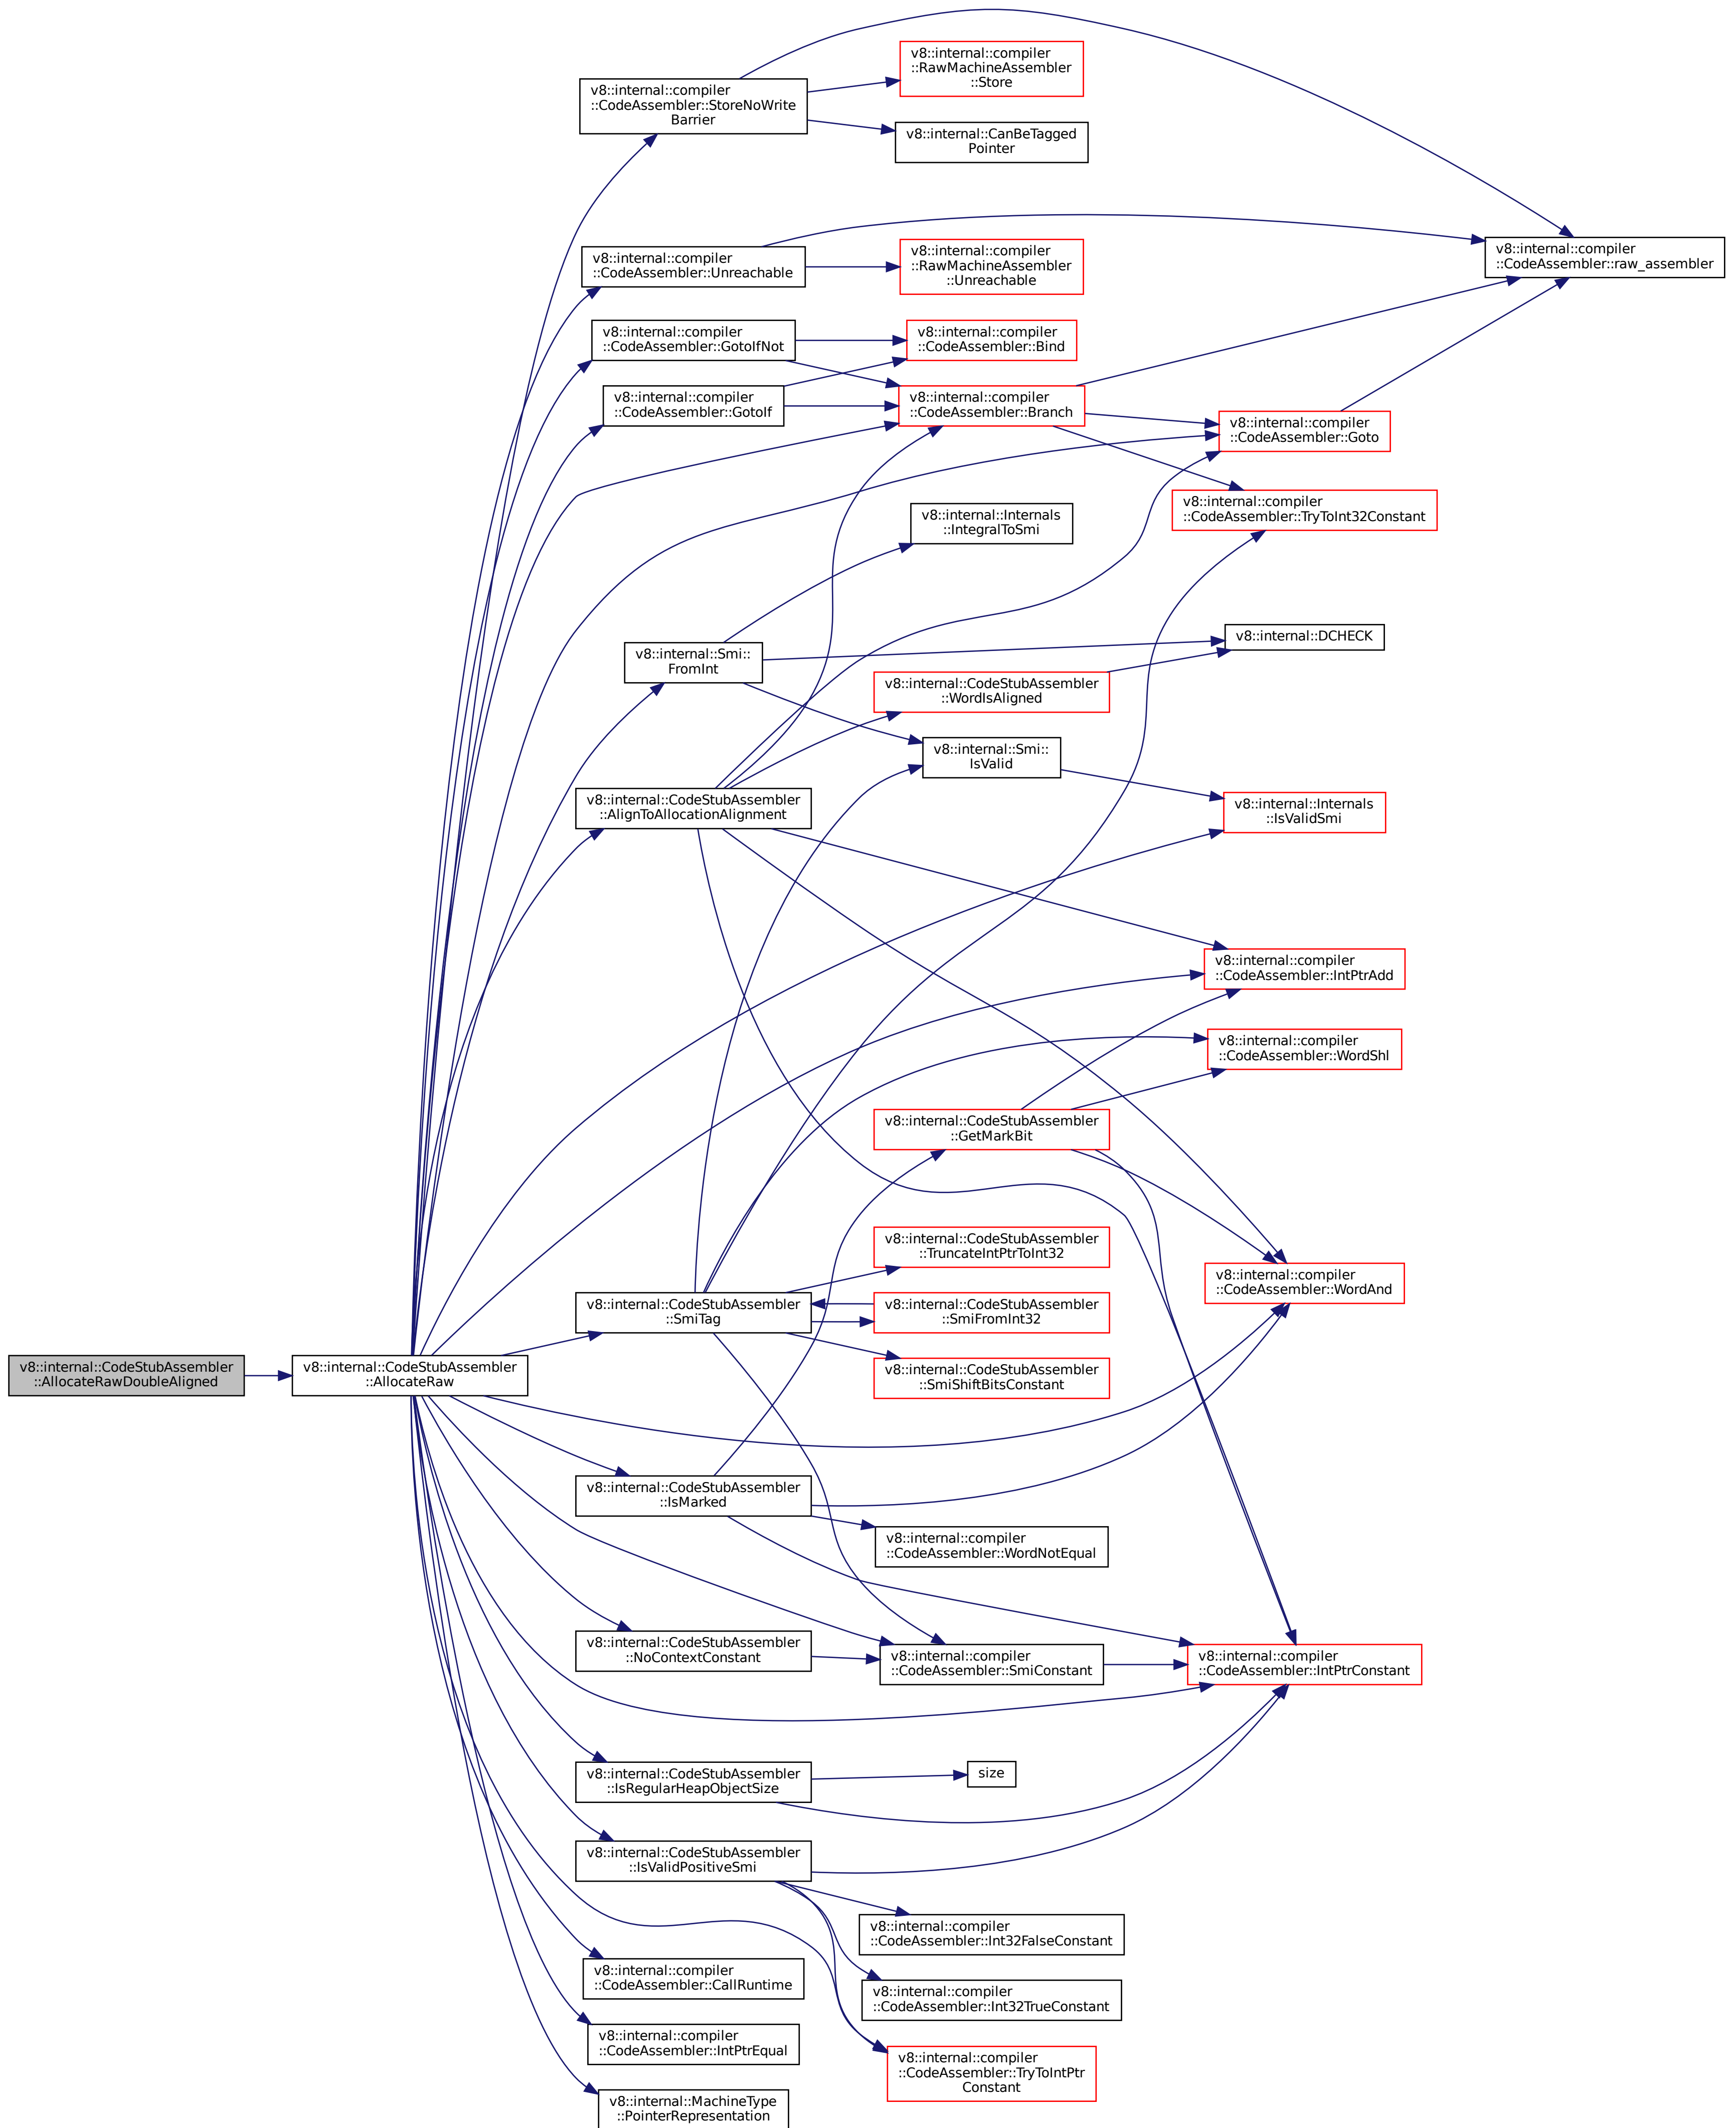 v8::internal::compiler
::RawMachineAssembler
::Store
v8::internal::compiler
::CodeAssembler::StoreNoWrite
Barrier
v8::internal::CanBeTagged
Pointer
v8::internal::compiler
::CodeAssembler::raw_assembler
v8::internal::compiler
::CodeAssembler::Unreachable
v8::internal::compiler
::RawMachineAssembler
::Unreachable
v8::internal::compiler
::CodeAssembler::GotoIfNot
v8::internal::compiler
::CodeAssembler::Bind
v8::internal::compiler
::CodeAssembler::GotoIf
v8::internal::compiler
::CodeAssembler::Branch
v8::internal::compiler
::CodeAssembler::Goto
v8::internal::compiler
::CodeAssembler::TryToInt32Constant
v8::internal::Internals
::IntegralToSmi
v8::internal::DCHECK
v8::internal::Smi::
FromInt
v8::internal::CodeStubAssembler
::WordIsAligned
v8::internal::Smi::
IsValid
v8::internal::CodeStubAssembler
::AlignToAllocationAlignment
v8::internal::Internals
::IsValidSmi
v8::internal::compiler
::CodeAssembler::IntPtrAdd
v8::internal::compiler
::CodeAssembler::WordShl
v8::internal::CodeStubAssembler
::GetMarkBit
v8::internal::CodeStubAssembler
::TruncateIntPtrToInt32
v8::internal::compiler
::CodeAssembler::WordAnd
v8::internal::CodeStubAssembler
::SmiTag
v8::internal::CodeStubAssembler
::SmiFromInt32
v8::internal::CodeStubAssembler
::AllocateRawDoubleAligned
v8::internal::CodeStubAssembler
::AllocateRaw
v8::internal::CodeStubAssembler
::SmiShiftBitsConstant
v8::internal::CodeStubAssembler
::IsMarked
v8::internal::compiler
::CodeAssembler::WordNotEqual
v8::internal::CodeStubAssembler
::NoContextConstant
v8::internal::compiler
::CodeAssembler::SmiConstant
v8::internal::compiler
::CodeAssembler::IntPtrConstant
v8::internal::CodeStubAssembler
::IsRegularHeapObjectSize
size
v8::internal::CodeStubAssembler
::IsValidPositiveSmi
v8::internal::compiler
::CodeAssembler::Int32FalseConstant
v8::internal::compiler
::CodeAssembler::CallRuntime
v8::internal::compiler
::CodeAssembler::Int32TrueConstant
v8::internal::compiler
::CodeAssembler::IntPtrEqual
v8::internal::compiler
::CodeAssembler::TryToIntPtr
Constant
v8::internal::MachineType
::PointerRepresentation